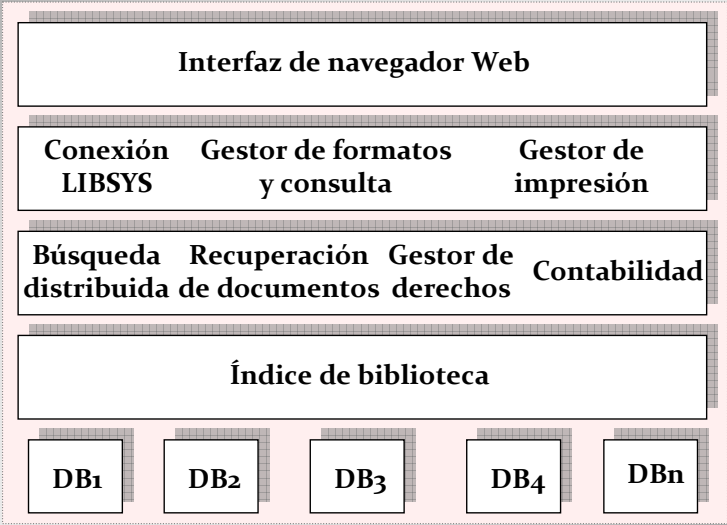 Interfaz de navegador Web
Conexión Gestor de formatos Gestor de
LIBSYS y consulta impresión
Búsqueda Recuperación Gestor de Contabilidad
distribuida de documentos derechos
Índice de biblioteca
DB1 DB2 DB3 DB4 DBn